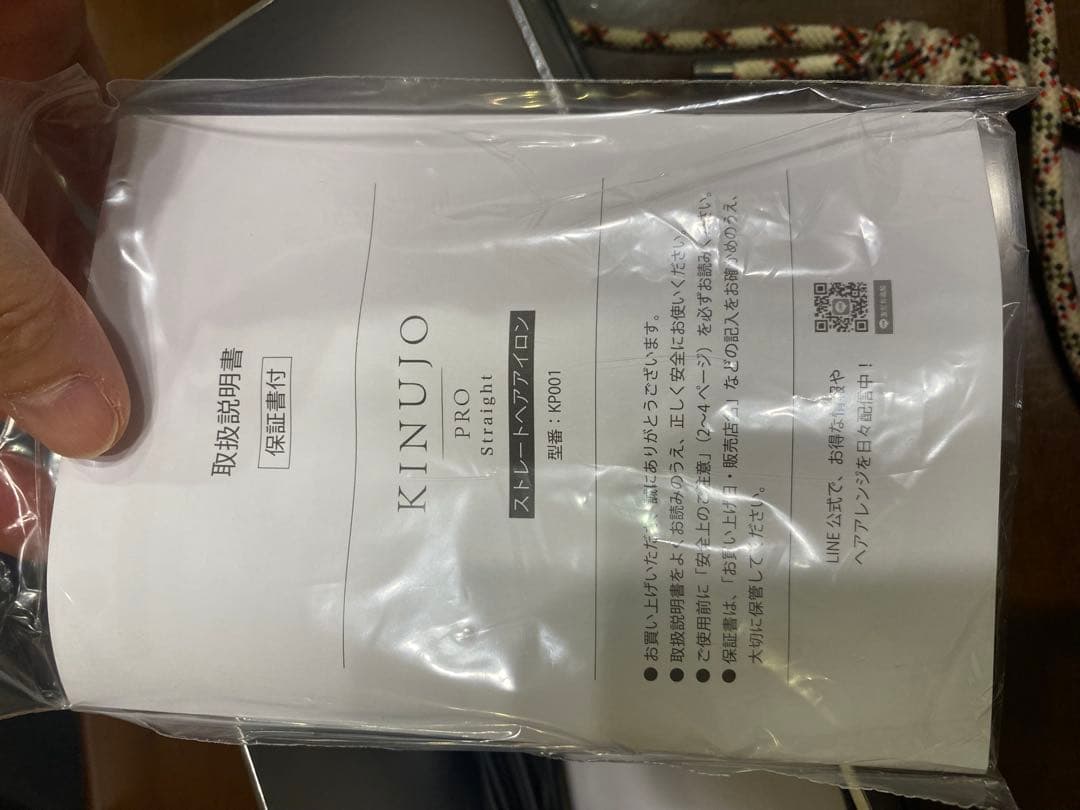 取扱説明書
保証書付
KINUJO
PRO
Straight
ストレートヘアアイロン
型番：KP001
●お買い上げいただき、誠にありがとうございます。
●取扱説明書をよくお読みのうえ、正しく安全にお使いください。
●ご使用前に「安全上のご注意」（2〜4ページ）を必ずお読みください。
●保証書は、「お買い上げ日・販売店名」などの記入をお確かめのうえ、
大切に保管してください。
LINE公式で、お得な情報や
ヘアアレンジを日々配信中！